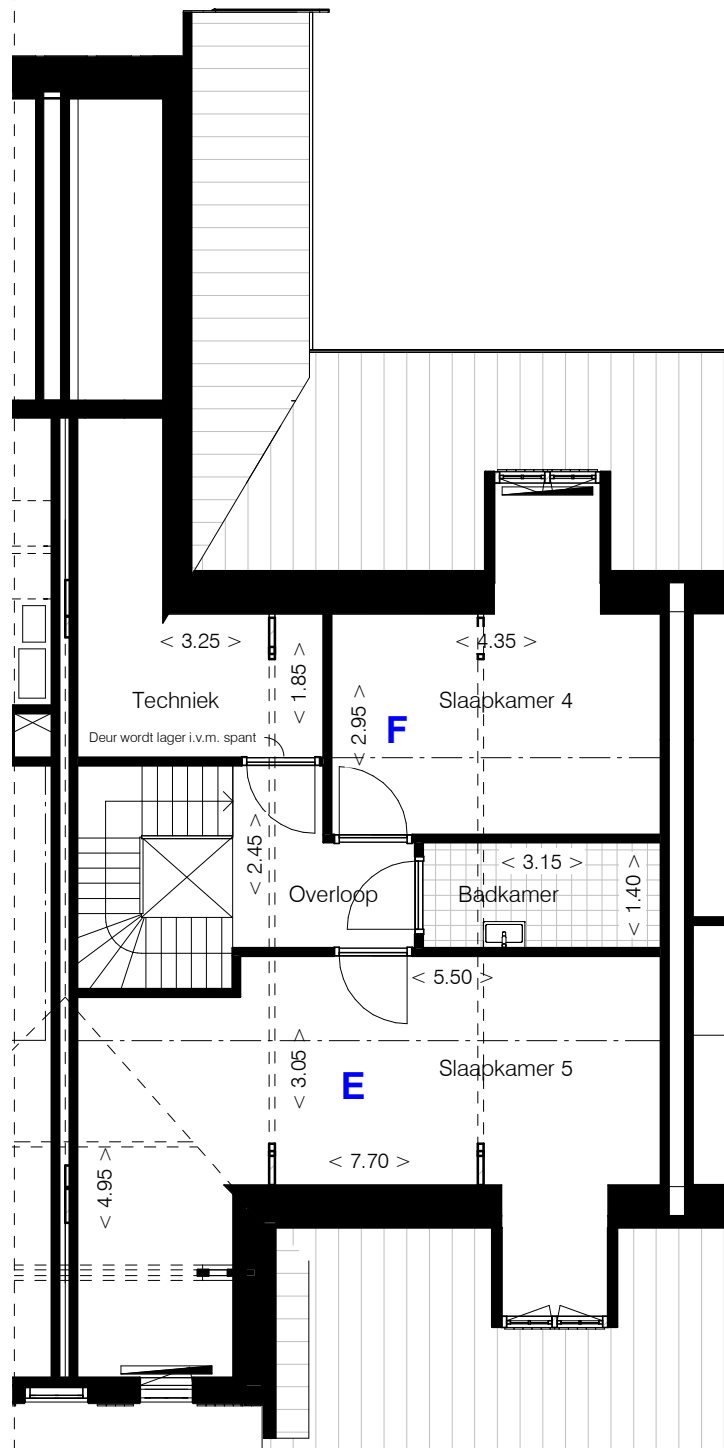 < 3.25 >
< 4.35 >
< 1.85 >
Techniek
Slaapkamer 4
< 2.95 >
F
Deur wordt lager i.v.m. spant
< 2.45 >
Overloop
< 3.15 >
Badkamer
< 1.40 >
< 5.50 >
< 3.05 >
Slaapkamer 5
E
< 7.70 >
< 4.95 >